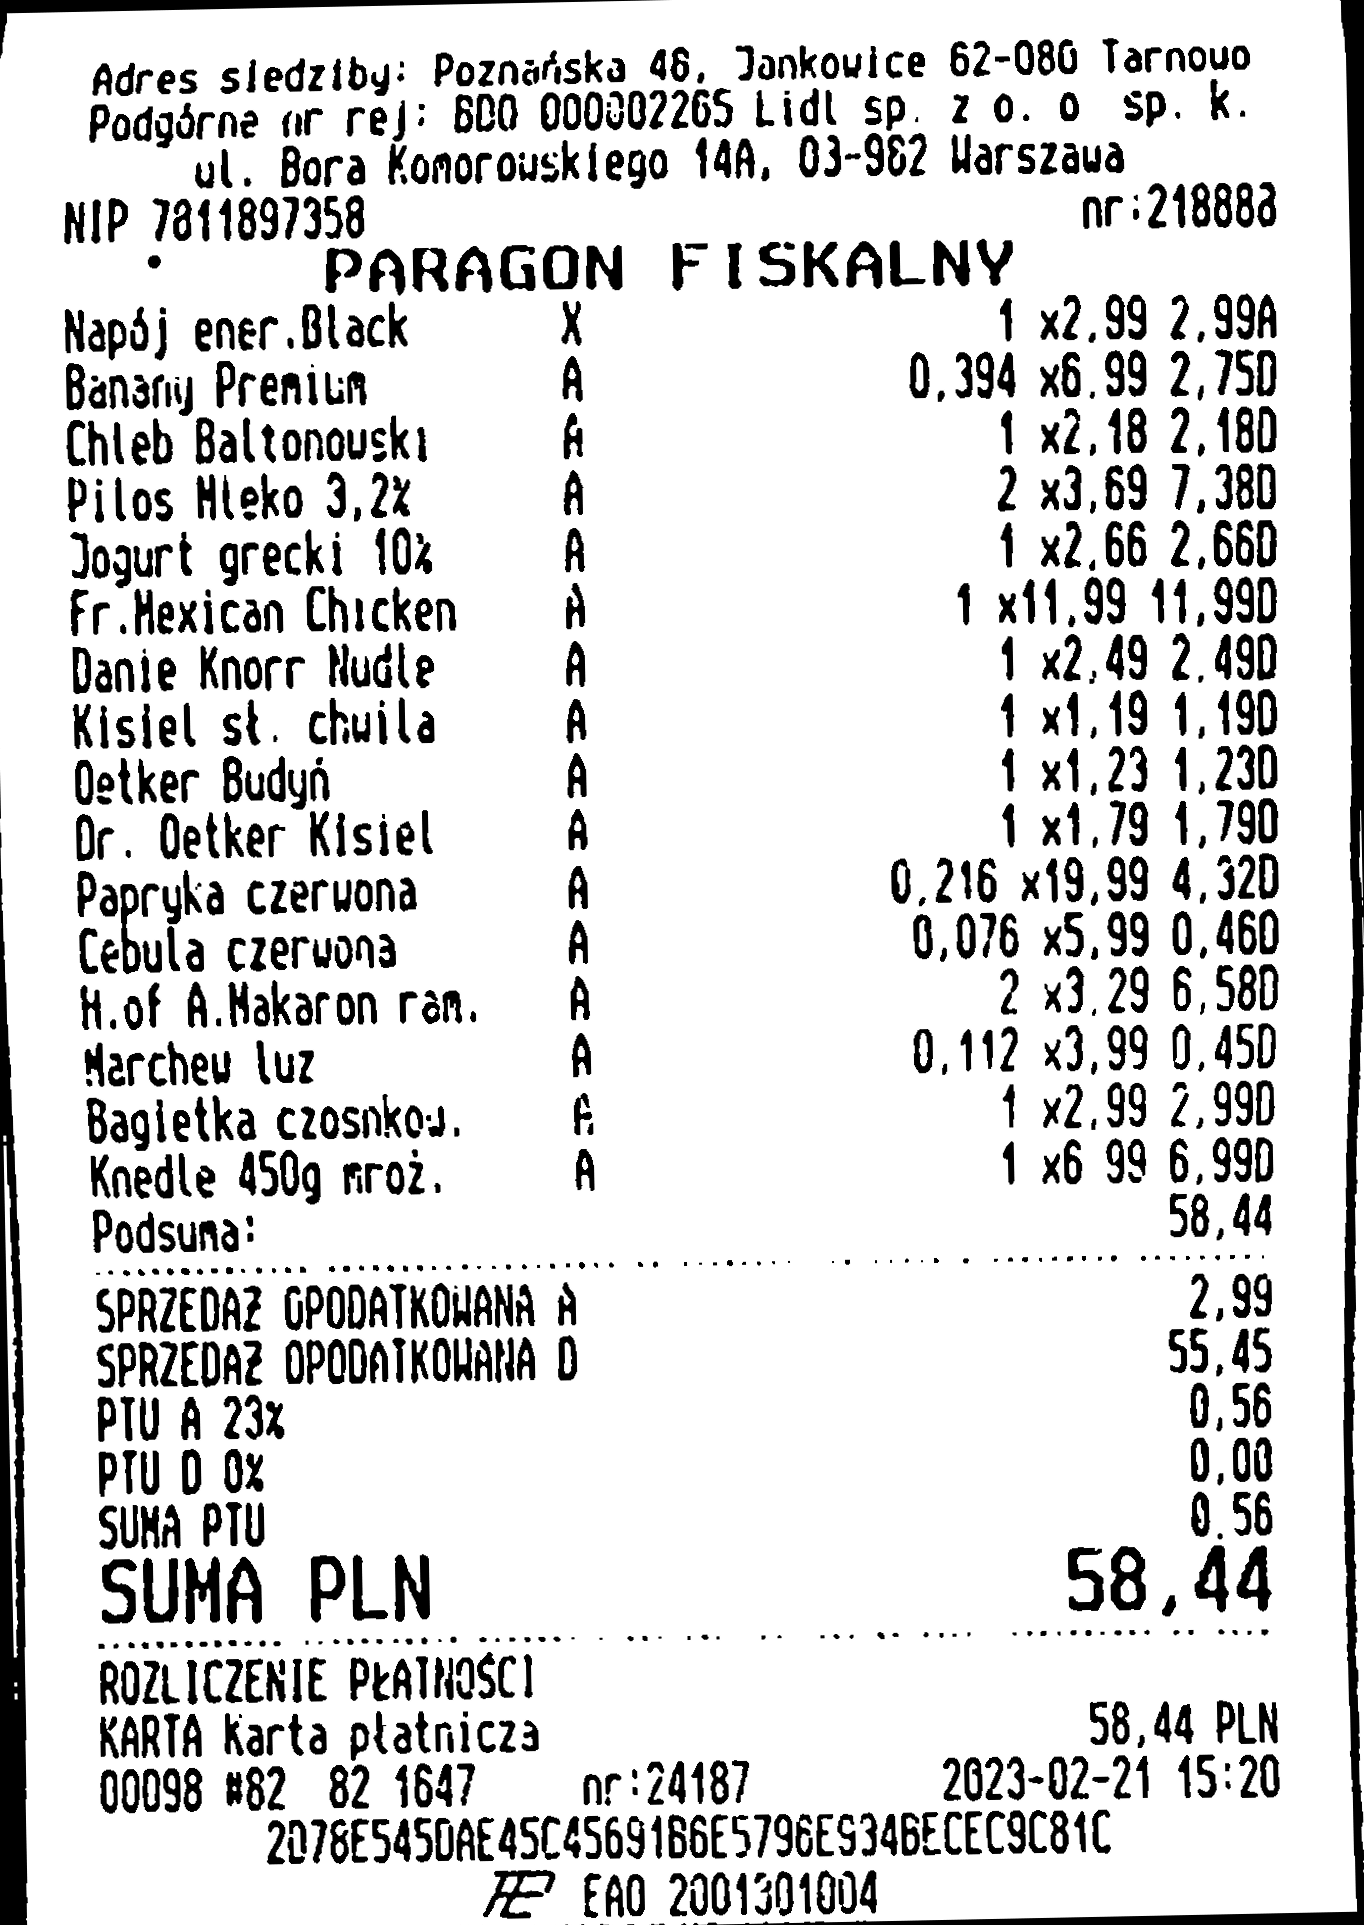 Adres siedziby: Poznańska 46, Jankowice 62-080 Tarnowo
Podgórne nr rej: BDO 000002265 Lidl sp. z o. o sp. k.
ul. Bora Komorowskiego 14A, 03-982 Warszawa
NIP 7811897358 nr:218888
PARAGON FISKALNY
Napój ener.Black X 1 x2,99 2,99A
Banany Premium A 0,394 x6,99 2,75D
Chleb Baltonowski A 1 x2,18 2,18D
Pilos Mleko 3,2% A 2 x3,69 7,38D
Jogurt grecki 10% A 1 x2,66 2,66D
Fr.Mexican Chicken A 1 x11,99 11,99D
Danie Knorr Nudle A 1 x2,49 2,49D
Kisiel sł. chwila A 1 x1,19 1,19D
Oetker Budyń A 1 x1,23 1,23D
Dr. Oetker Kisiel A 1 x1,79 1,79D
Papryka czerwona A 0,216 x19,99 4,32D
Cebula czerwona A 0,076 x5,99 0,46D
H.of A.Makaron ram. A 2 x3,29 6,58D
Marchew luz A 0,112 x3,99 0,45D
Bagietka czosnkow. A 1 x2,99 2,99D
Knedle 450g mroż. A 1 x6 99 6,99D
Podsuma: 58,44
SPRZEDAŻ OPODATKOWANA A 2,99
SPRZEDAŻ OPODATKOWANA D 55,45
PTU A 23% 0,56
PTU D 0% 0,00
SUMA PTU 0,56
SUMA PLN 58,44
ROZLICZENIE PŁATNOŚCI
KARTA Karta płatnicza 58,44 PLN
00098 #82 82 1647 nr:24187 2023-02-21 15:20
2D78E545DAE45C45691B6E5796E934BECEC9C81C
EAO 2001301004